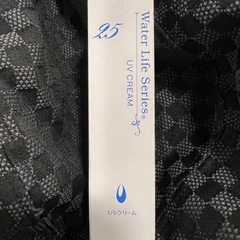 Water Life Series®
UV CREAM
25
UVクリーム